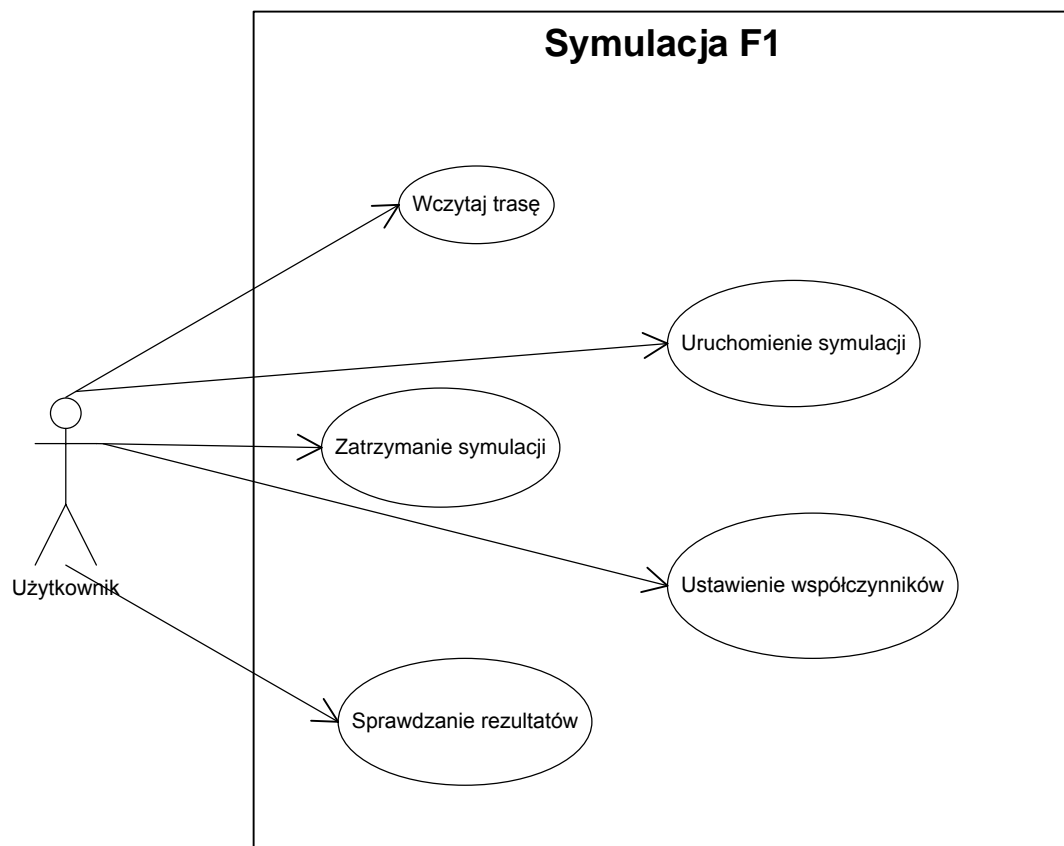 Symulacja F1
Wczytaj trasę
Uruchomienie symulacji
Zatrzymanie symulacji
Ustawienie współczynników
Użytkownik
Sprawdzanie rezultatów